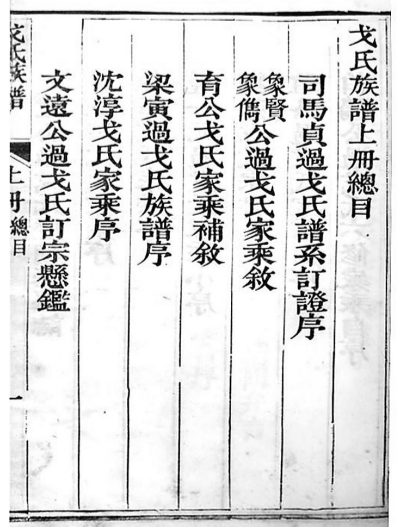 戈氏族譜上冊總目
司馬貞過戈氏譜系訂證序
象賢
象儁公過戈氏家乘敘
育公戈氏家乘補敘
梁寅過戈氏族譜序
沈淳戈氏家乘序
文遠公過戈氏訂宗懸鑑
戈氏族譜
上冊總目
一